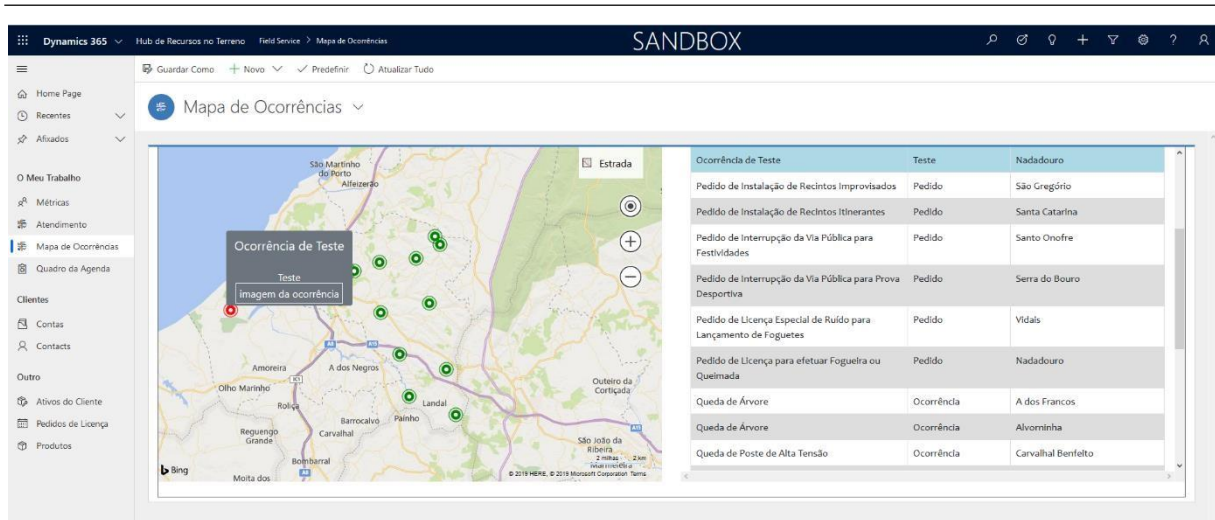 Dynamics 365
Hub de Recursos no Terreno
Field Service > Mapa de Ocorrências
SANDBOX
Guardar Como
Novo
Predefinir
Atualizar Tudo
Home Page
Recentes
Afixados
O Meu Trabalho
Métricas
Atendimento
Mapa de Ocorrências
Quadro da Agenda
Clientes
Contas
Contacts
Outro
Ativos do Cliente
Pedidos de Licença
Produtos
Mapa de Ocorrências
São Martinho
do Porto
Alfeizerão
Estrada
Ocorrência de Teste
Teste
imagem da ocorrência
A8
A15
Amoreira
A dos Negros
IC1
Olho Marinho
Roliça
Landal
Outeiro da
Cortiçada
Barrocalvo
Painho
Reguengo
Grande
Carvalhal
A15
São João da
Ribeira
Bombarral
Moita dos
2 milhas
2 km
Bing
© 2019 HERE, © 2019 Microsoft Corporation Terms
Ocorrência de Teste Teste Nadadouro
Pedido de Instalação de Recintos Improvisados Pedido São Gregório
Pedido de Instalação de Recintos Itinerantes Pedido Santa Catarina
Pedido de Interrupção da Via Pública para Pedido Santo Onofre
Festividades
Pedido de Interrupção da Via Pública para Prova Pedido Serra do Bouro
Desportiva
Pedido de Licença Especial de Ruído para Pedido Vidais
Lançamento de Foguetes
Pedido de Licença para efetuar Fogueira ou Pedido Nadadouro
Queimada
Queda de Árvore Ocorrência A dos Francos
Queda de Árvore Ocorrência Alvorninha
Queda de Poste de Alta Tensão Ocorrência Carvalhal Benfeito